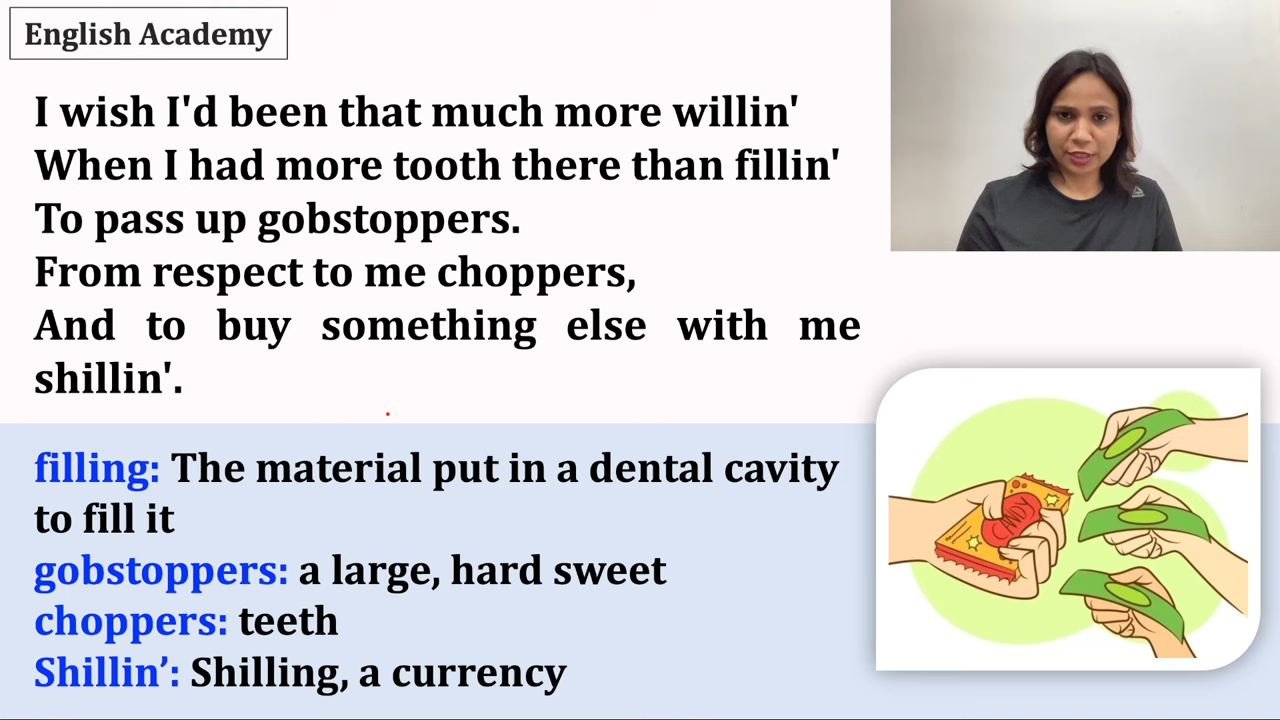 English Academy
I wish I'd been that much more willin'
When I had more tooth there than fillin'
To pass up gobstoppers.
From respect to me choppers,
And to buy something else with me
shillin'.
filling: The material put in a dental cavity
to fill it
gobstoppers: a large, hard sweet
choppers: teeth
Shillin’: Shilling, a currency